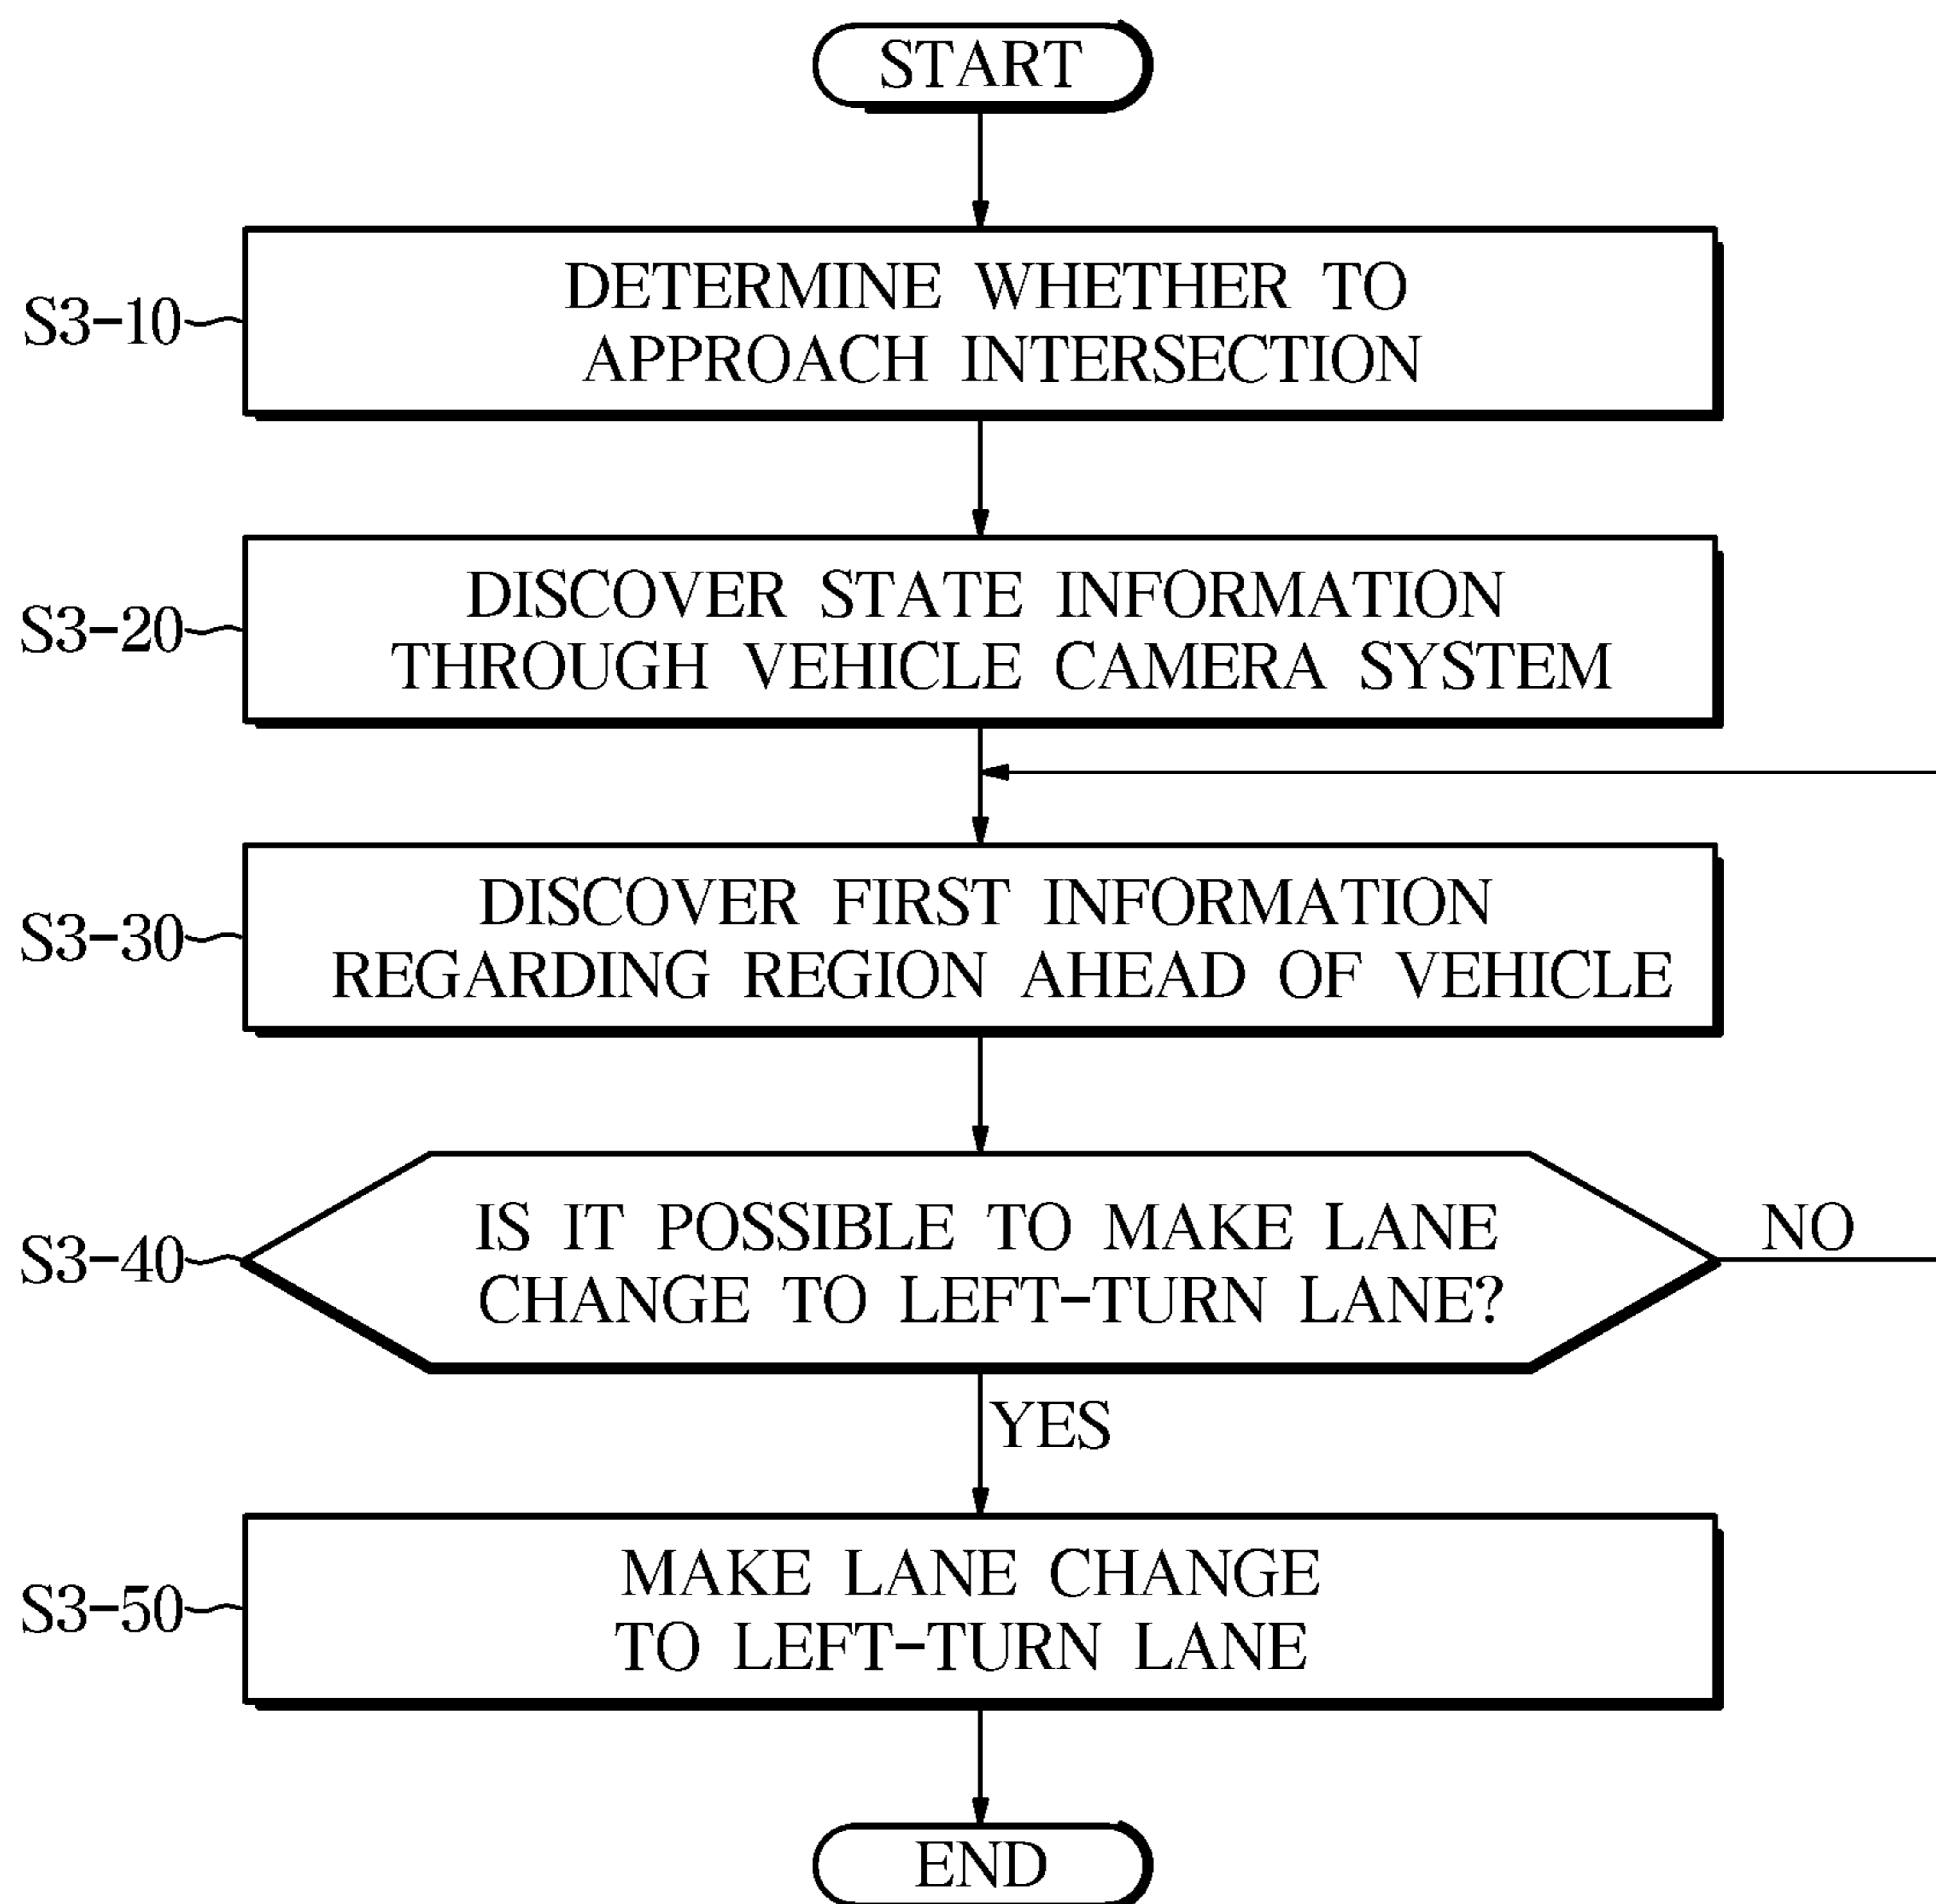 START
S3-10
DETERMINE WHETHER TO
APPROACH INTERSECTION
S3-20
DISCOVER STATE INFORMATION
THROUGH VEHICLE CAMERA SYSTEM
S3-30
DISCOVER FIRST INFORMATION
REGARDING REGION AHEAD OF VEHICLE
S3-40
IS IT POSSIBLE TO MAKE LANE
CHANGE TO LEFT-TURN LANE?
NO
YES
S3-50
MAKE LANE CHANGE
TO LEFT-TURN LANE
END